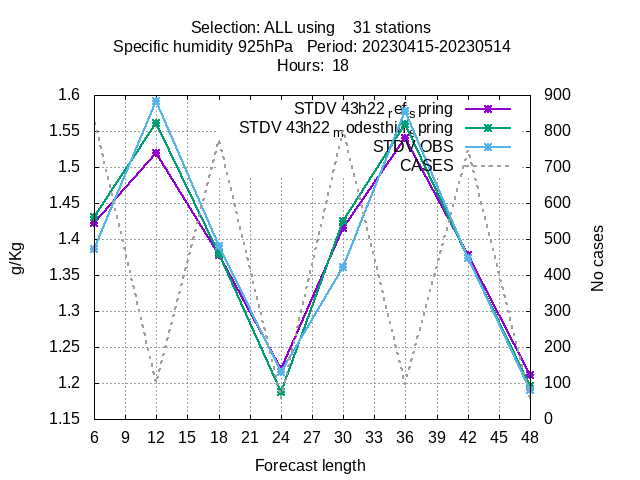 Selection: ALL using 31 stations
Specific humidity 925hPa Period: 20230415-20230514
Hours: 18
STDV 43h22_ref_spring
STDV 43h22_modesthigh_spring
STDV OBS
CASES
1.6
1.55
1.5
1.45
1.4
1.35
1.3
1.25
1.2
1.15
900
800
700
600
500
400
300
200
100
0
g/Kg
No cases
6 9 12 15 18 21 24 27 30 33 36 39 42 45 48
Forecast length